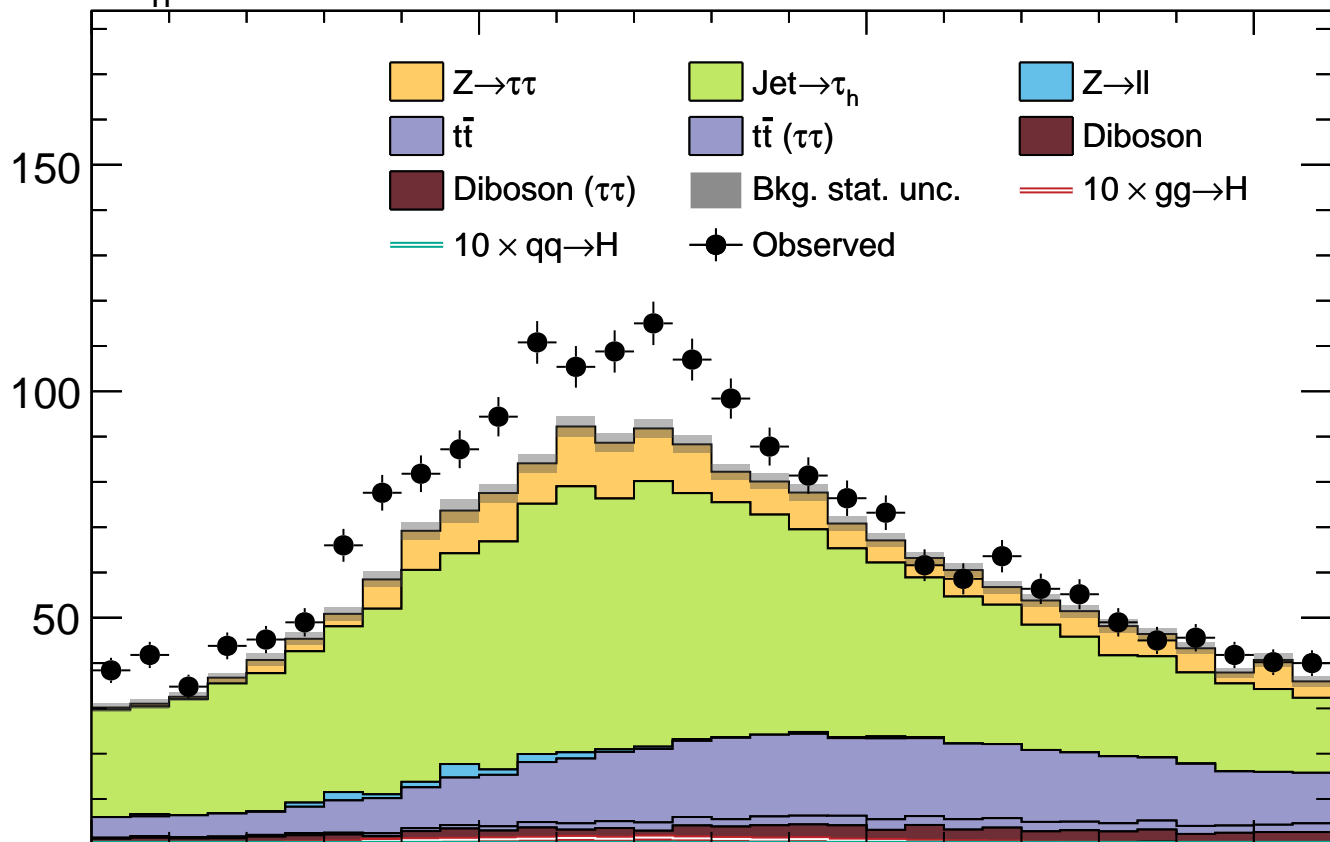 Z→ττ Jet→τh Z→ll
tt̄ tt̄ (ττ) Diboson
Diboson (ττ) Bkg. stat. unc. 10 × gg→H
10 × qq→H Observed
150
100
50